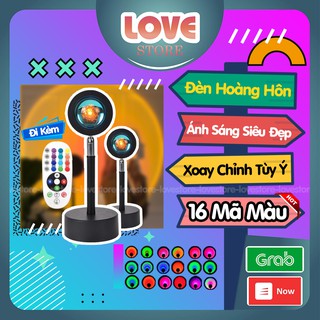 LOVE
STORE
Đèn Hoàng Hôn
Đi Kèm
Ánh Sáng Siêu Đẹp
Xoay Chỉnh Tùy Ý
16 Mã Màu
HOT
Grab
Now